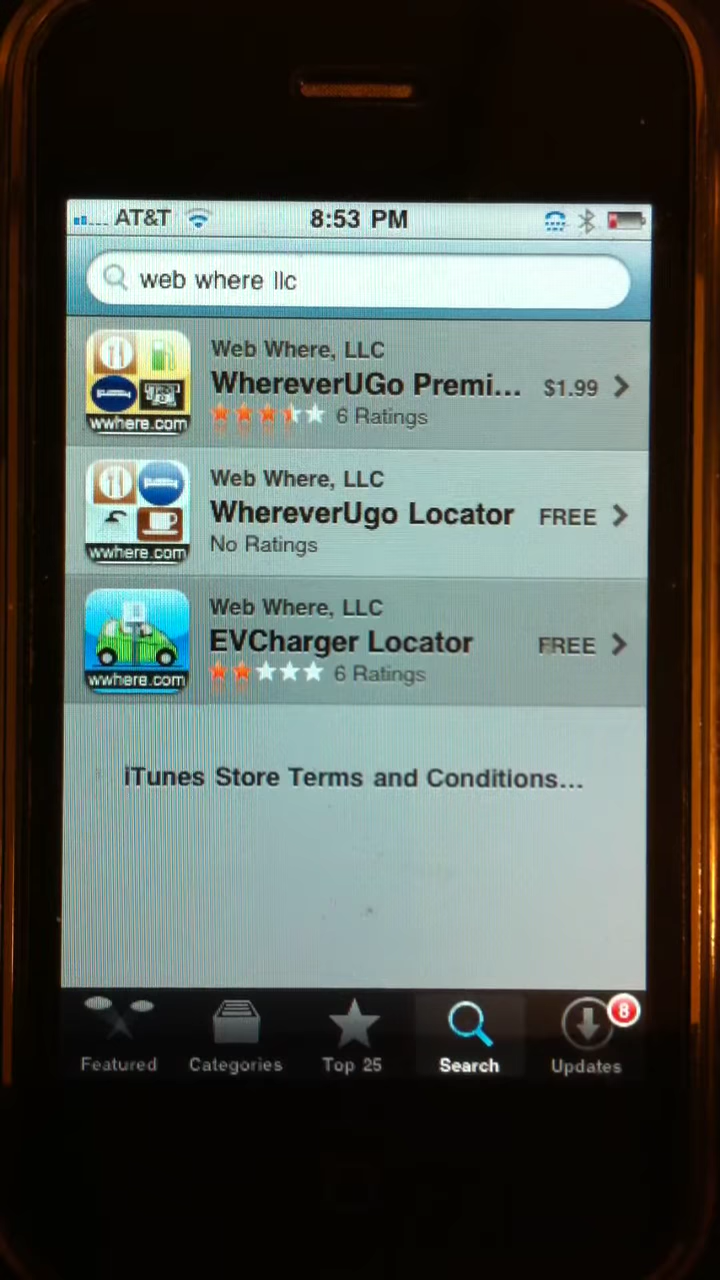 AT&T 8:53 PM
web where llc
Web Where, LLC
WhereverUGo Premi... $1.99
6 Ratings
wwhere.com
Web Where, LLC
WhereverUgo Locator FREE
No Ratings
wwhere.com
Web Where, LLC
EVCharger Locator FREE
6 Ratings
wwhere.com
iTunes Store Terms and Conditions...
8
Featured Categories Top 25 Search Updates